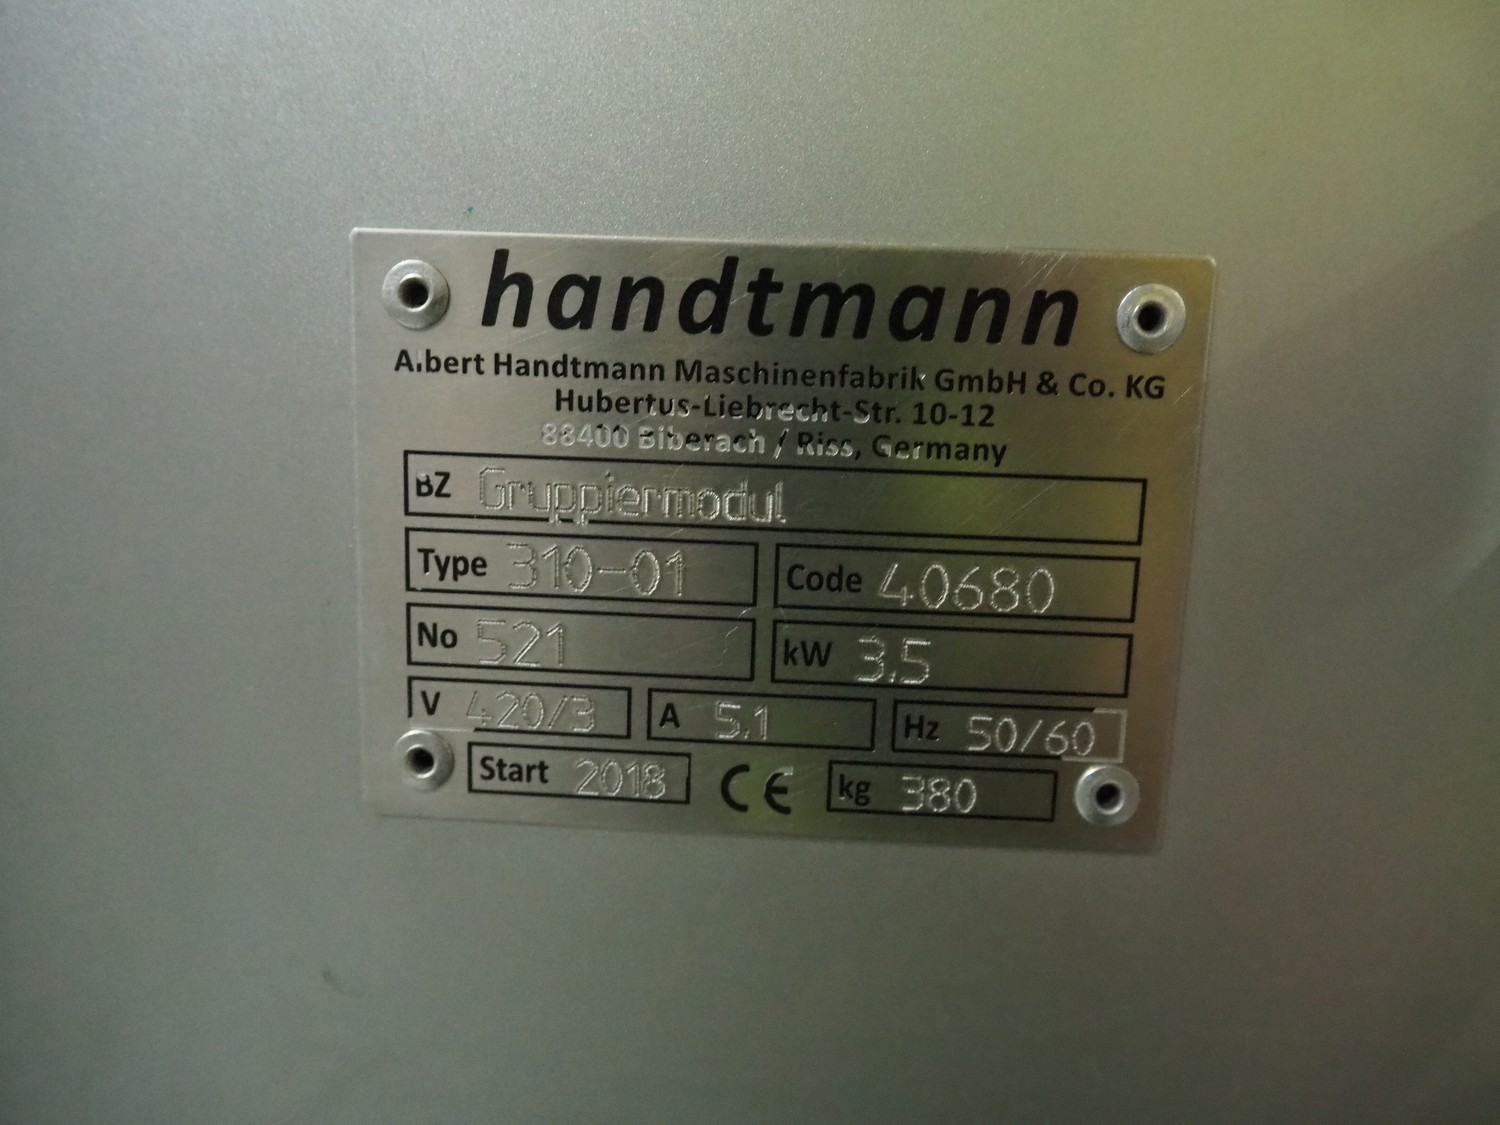 handtmann
Albert Handtmann Maschinenfabrik GmbH & Co. KG
Hubertus-Liebrecht-Str. 10-12
88400 Biberach / Riss, Germany
BZ Gruppiermodul
Type 310-01 Code 40680
No 521 kW 3.5
V 420/3 A 5.1 Hz 50/60
Start 2018 CE kg 380